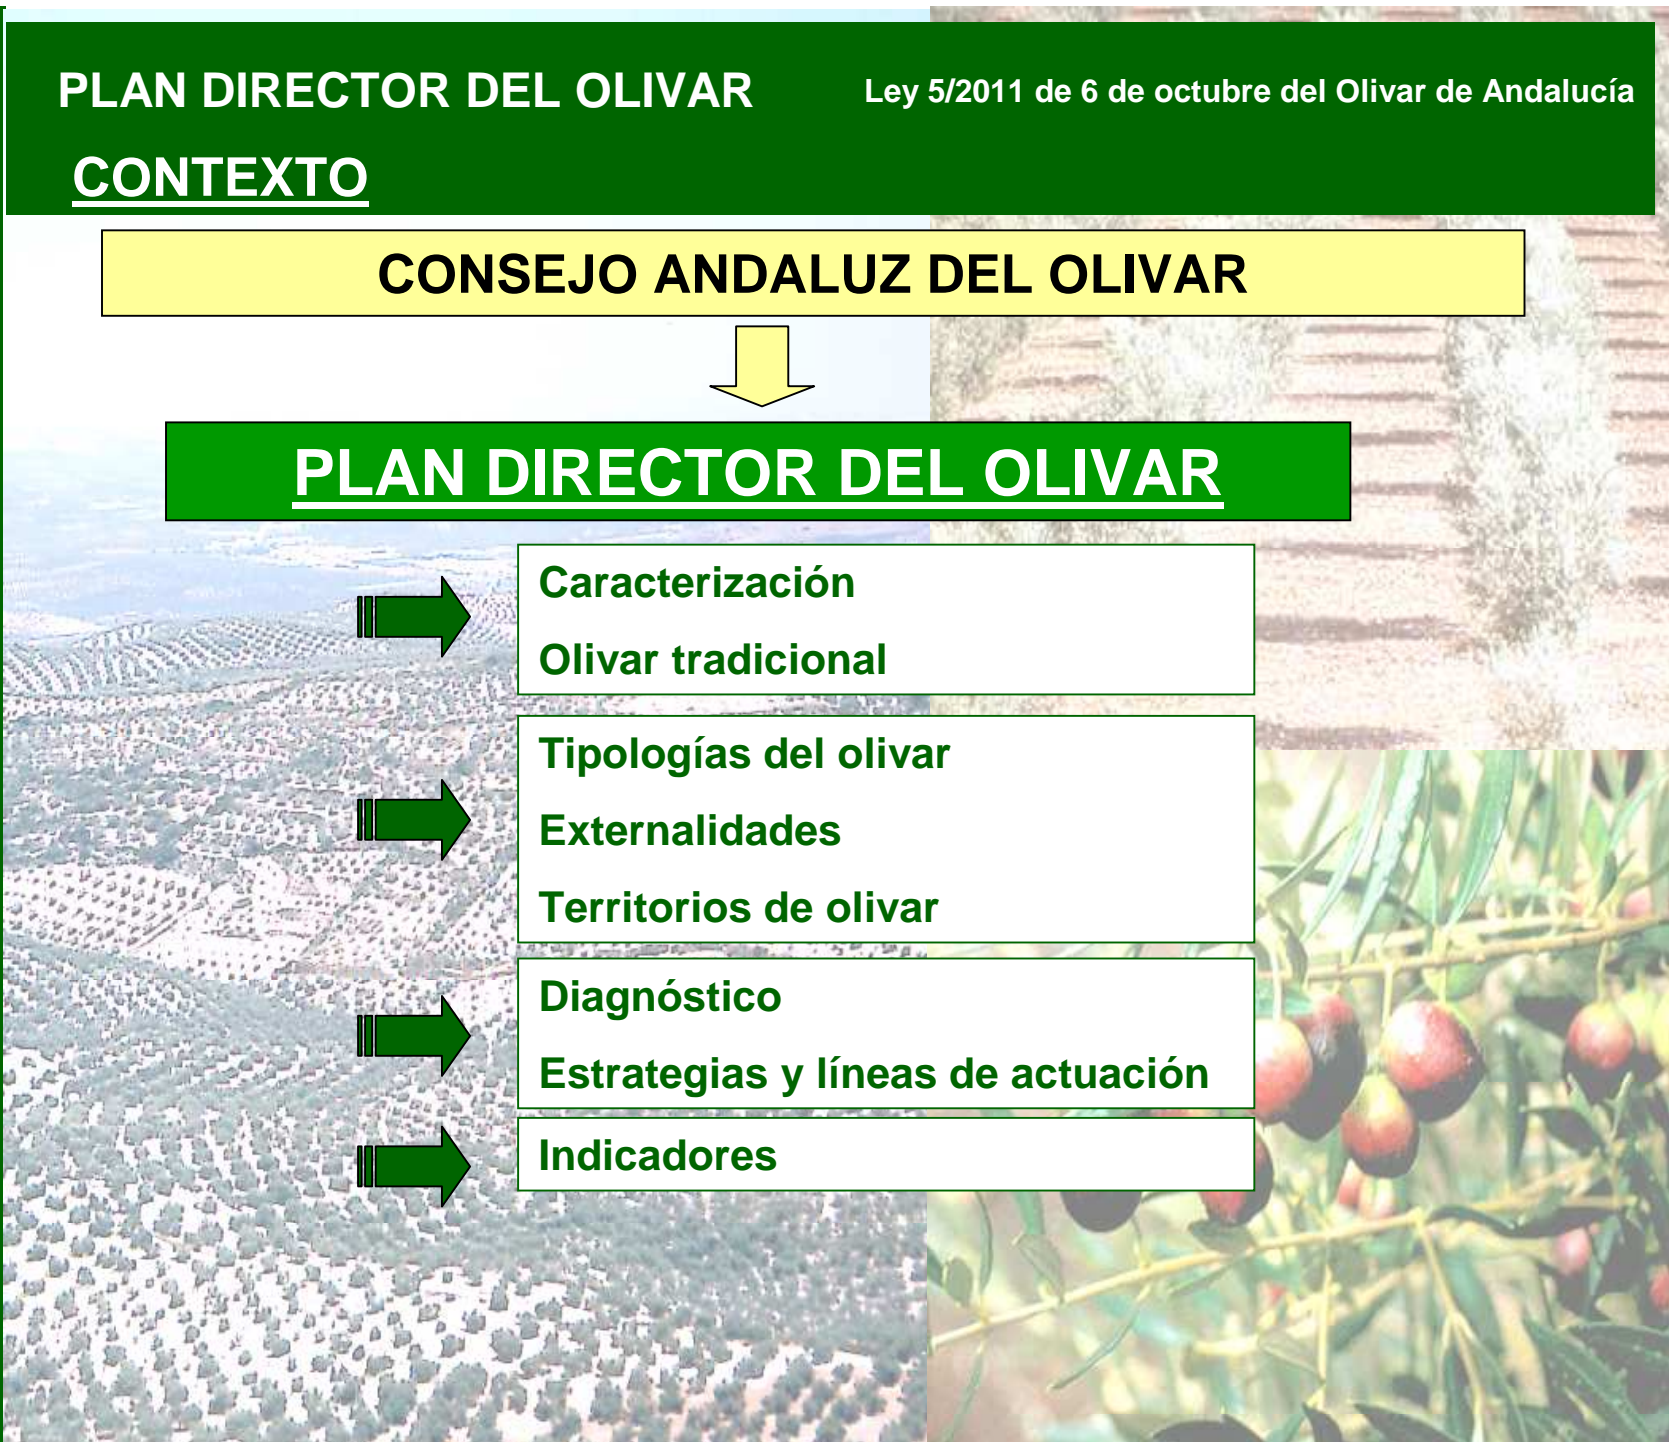 PLAN DIRECTOR DEL OLIVAR
Ley 5/2011 de 6 de octubre del Olivar de Andalucía
CONTEXTO
CONSEJO ANDALUZ DEL OLIVAR
PLAN DIRECTOR DEL OLIVAR
Caracterización
Olivar tradicional
Tipologías del olivar
Externalidades
Territorios de olivar
Diagnóstico
Estrategias y líneas de actuación
Indicadores